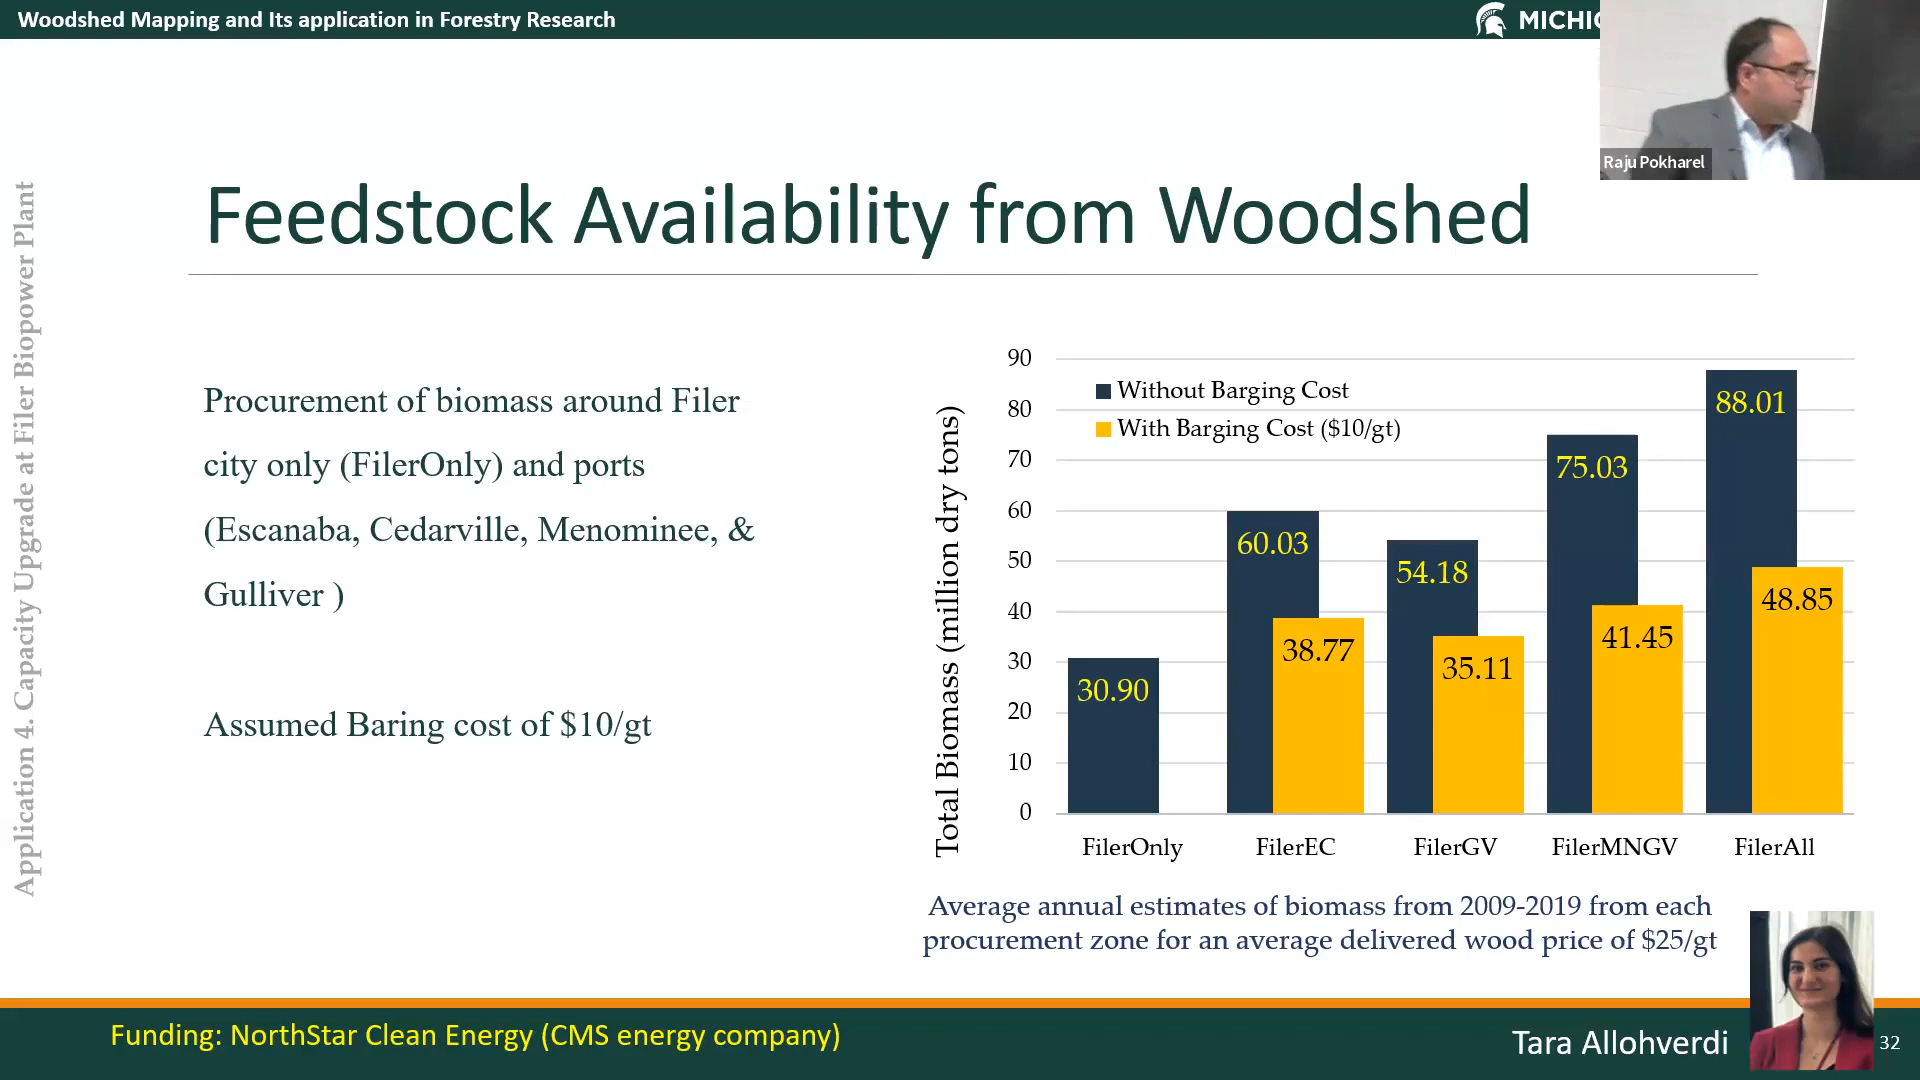 Woodshed Mapping and Its application in Forestry Research
Raju Pokharel
Application 4. Capacity Upgrade at Filer Biopower Plant
Feedstock Availability from Woodshed
Procurement of biomass around Filer
city only (FilerOnly) and ports
(Escanaba, Cedarville, Menominee, &
Gulliver )
Assumed Baring cost of $10/gt
Total Biomass (million dry tons)
90
80
70
60
50
40
30
20
10
0
Without Barging Cost
With Barging Cost ($10/gt)
30.90
60.03
38.77
54.18
35.11
75.03
41.45
88.01
48.85
FilerOnly FilerEC FilerGV FilerMNGV FilerAll
Average annual estimates of biomass from 2009-2019 from each
procurement zone for an average delivered wood price of $25/gt
Funding: NorthStar Clean Energy (CMS energy company)
Tara Allohverdi
32